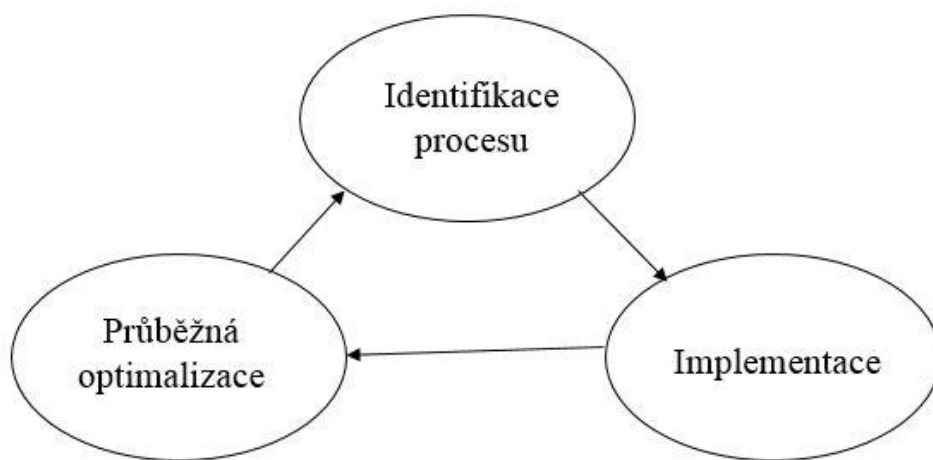 Identifikace
procesu
Průběžná
optimalizace
Implementace